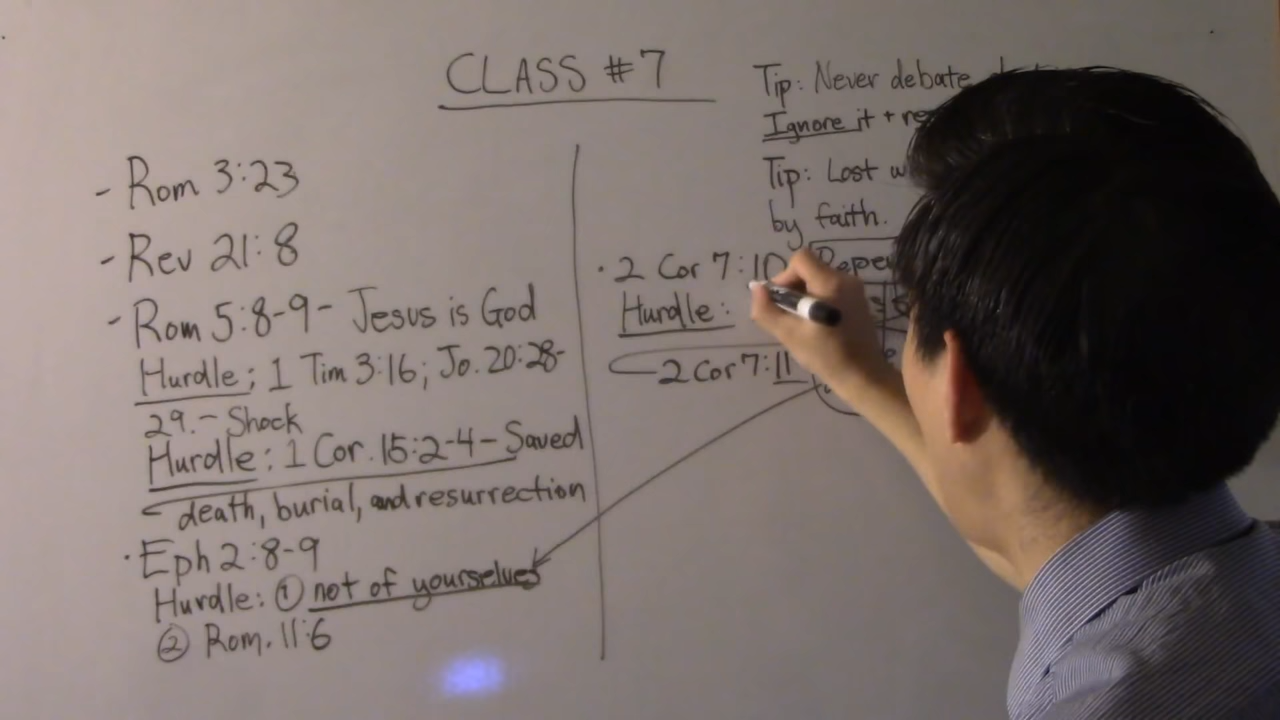 CLASS #7
- Rom 3:23
- Rev 21:8
- Rom 5:8-9 - Jesus is God
Hurdle: 1 Tim 3:16; Jo. 20:28-
29. - Shock
Hurdle: 1 Cor. 15:2-4 - Saved
death, burial, and resurrection
· Eph 2:8-9
Hurdle: ① not of yourselves
② Rom. 11:6
Tip: Never debate
Ignore it +
Tip: Lost
by faith.
· 2 Cor 7:10
Hurdle:
2 Cor 7:11